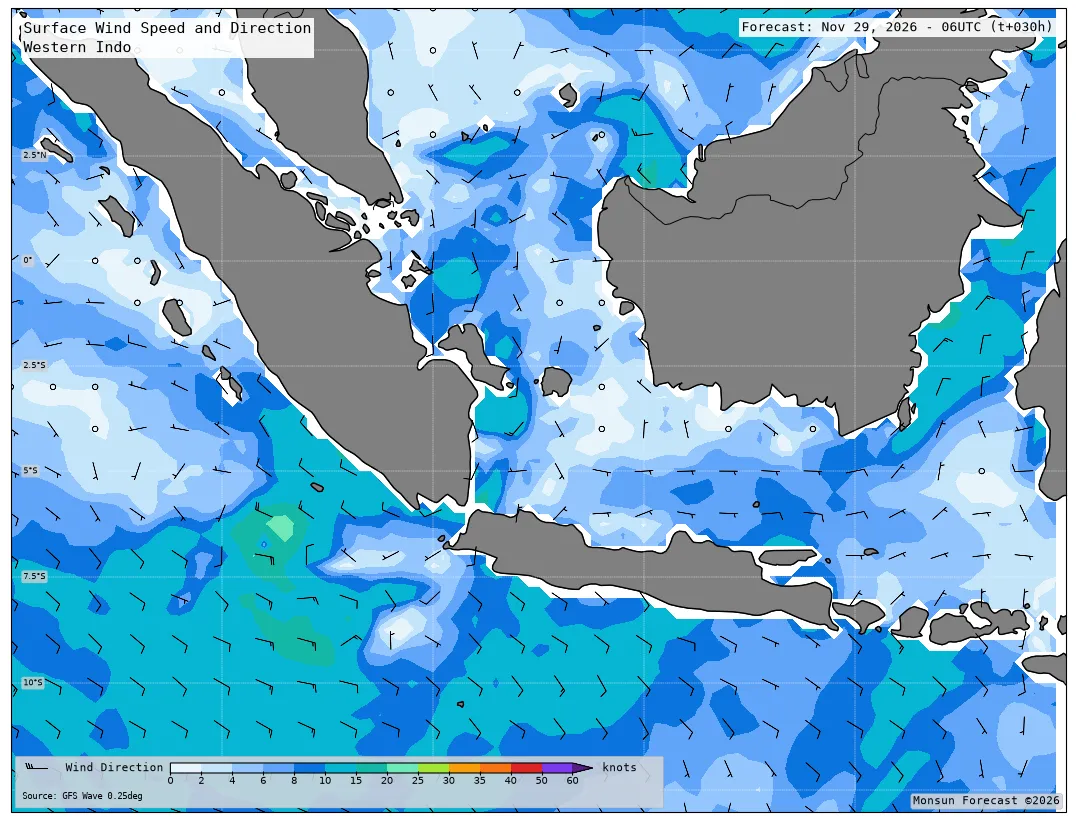 Surface Wind Speed and Direction
Western Indo
Forecast: Nov 29, 2026 - 06UTC (t+030h)
2.5°N
0°
2.5°S
5°S
7.5°S
10°S
Wind Direction
0 2 4 6 8 10 15 20 25 30 35 40 50 60
knots
Source: GFS Wave 0.25deg
Monsun Forecast ©2026